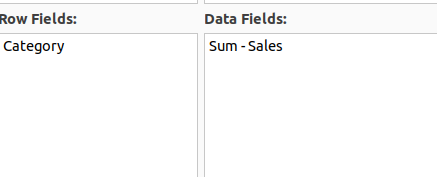 Row Fields:
Data Fields:
Category
Sum - Sales